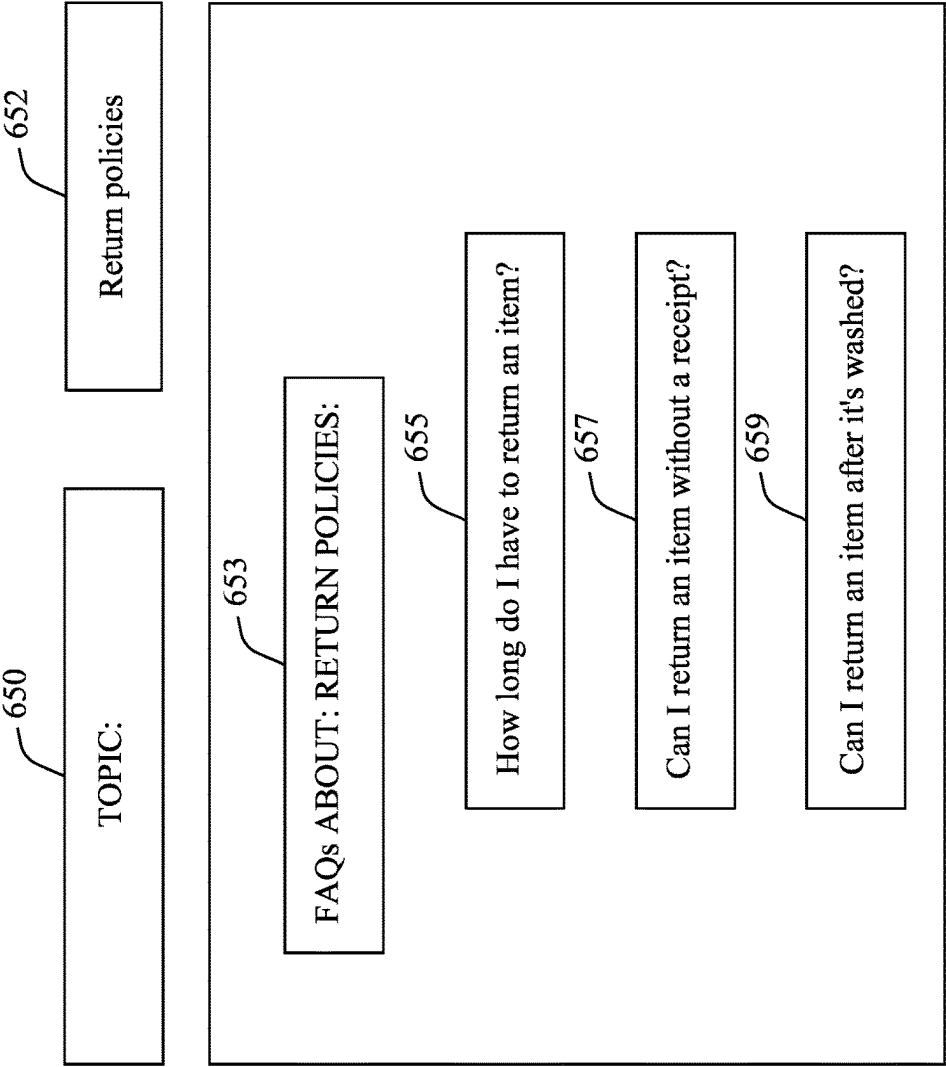 650
TOPIC:
652
Return policies
653
FAQs ABOUT: RETURN POLICIES:
655
How long do I have to return an item?
657
Can I return an item without a receipt?
659
Can I return an item after it's washed?